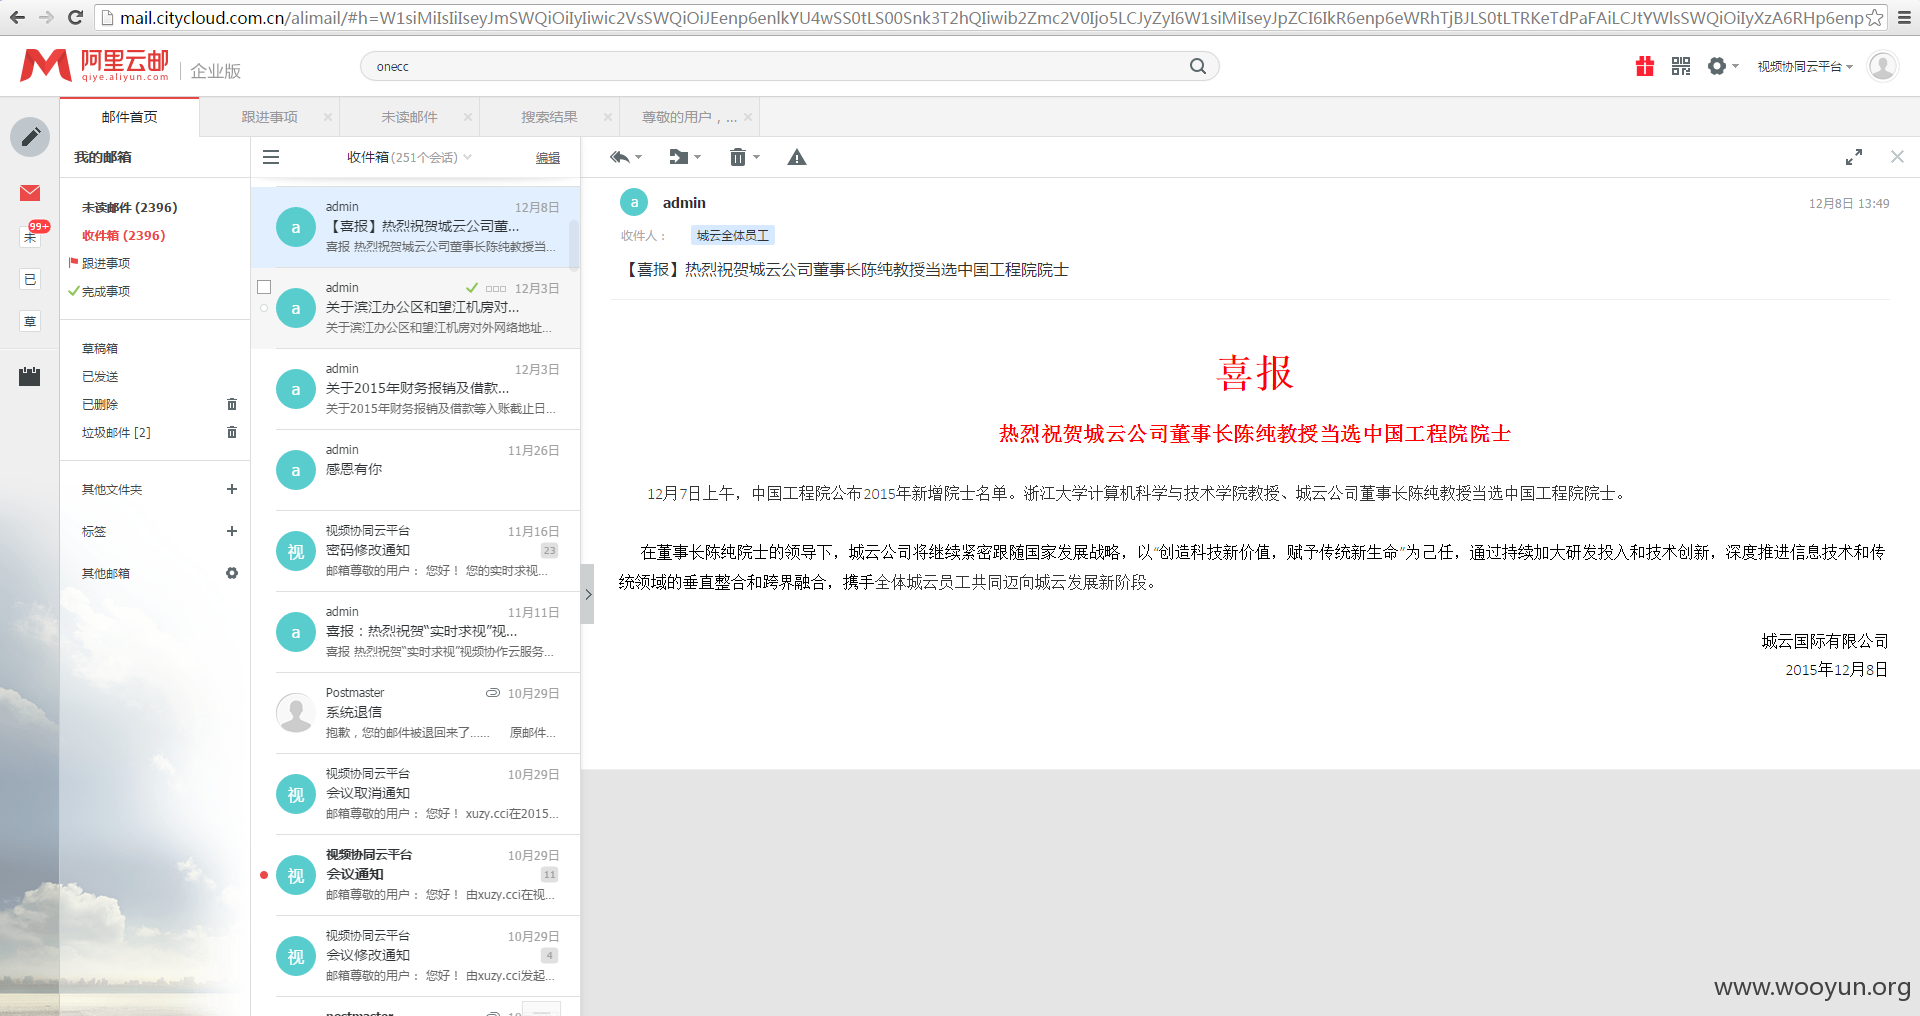 mail.citycloud.com.cn/alimail/#h=W1siMiIsIiIseyJmSWQiOiIyIiwic2VsSWQiOiJEenp6enlkYU4wSS0tLS00Snk3T2hQIiwib2Zmc2V0Ijo5LCJyZyI6W1siMiIseyJpZCI6IkR6enp6eWRhTjBJLS0tLTRKeTdPaFAiLCJtYWlsSWQiOiIyXzA6RHp6enp
阿里云邮
qiye.aliyun.com
企业版
onecc
视频协同云平台
邮件首页
跟进事项
未读邮件
搜索结果
尊敬的用户，...
我的邮箱
收件箱(251个会话)
编辑
未读邮件 (2396)
收件箱 (2396)
跟进事项
完成事项
99+
未
已
草
草稿箱
已发送
已删除
垃圾邮件 [2]
其他文件夹
标签
其他邮箱
admin 12月8日
a
【喜报】热烈祝贺城云公司董...
喜报 热烈祝贺城云公司董事长陈纯教授当...
admin 12月3日
a
关于滨江办公区和望江机房对...
关于滨江办公区和望江机房对外网络地址...
admin 12月3日
a
关于2015年财务报销及借款...
关于2015年财务报销及借款等入账截止日...
admin 11月26日
a
感恩有你
视频协同云平台 11月16日
视
密码修改通知 23
邮箱尊敬的用户： 您好！ 您的实时求视...
admin 11月11日
a
喜报：热烈祝贺“实时求视”视...
喜报 热烈祝贺“实时求视”视频协作云服务...
Postmaster 10月29日
系统退信
抱歉，您的邮件被退回来了...... 原邮件...
视频协同云平台 10月29日
视
会议取消通知
邮箱尊敬的用户： 您好！ xuzy.cci在2015...
视频协同云平台 10月29日
视
会议通知 11
邮箱尊敬的用户： 您好！ 由xuzy.cci在视...
视频协同云平台 10月29日
视
会议修改通知 4
邮箱尊敬的用户： 您好！ 由xuzy.cci发起...
postmaster
a
admin
12月8日 13:49
收件人： 城云全体员工
【喜报】热烈祝贺城云公司董事长陈纯教授当选中国工程院院士
喜报
热烈祝贺城云公司董事长陈纯教授当选中国工程院院士
12月7日上午，中国工程院公布2015年新增院士名单。浙江大学计算机科学与技术学院教授、城云公司董事长陈纯教授当选中国工程院院士。
在董事长陈纯院士的领导下，城云公司将继续紧密跟随国家发展战略，以“创造科技新价值，赋予传统新生命”为己任，通过持续加大研发投入和技术创新，深度推进信息技术和传
统领域的垂直整合和跨界融合，携手全体城云员工共同迈向城云发展新阶段。
城云国际有限公司
2015年12月8日
www.wooyun.org